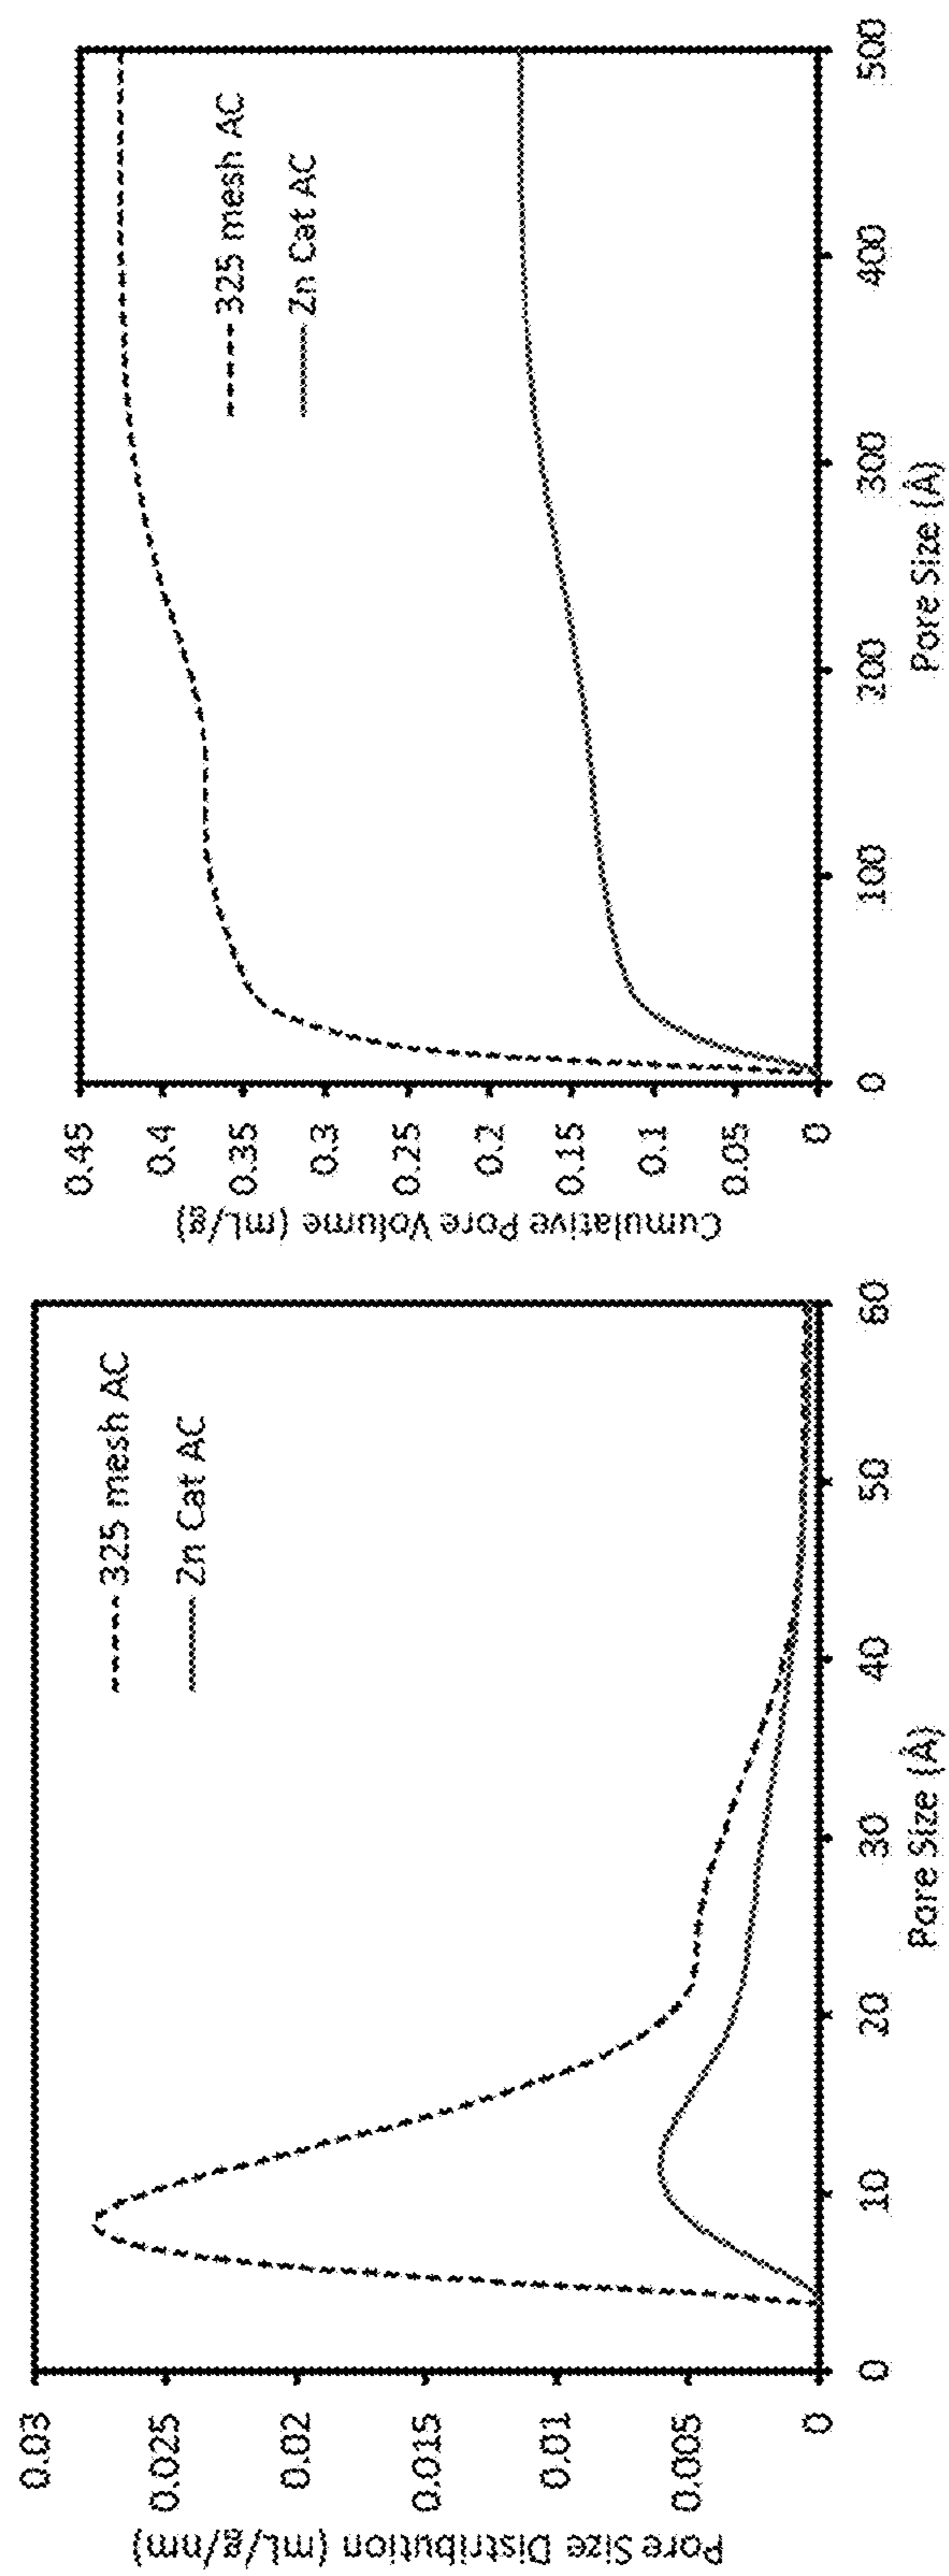 Pore Size Distribution (mL/g/nm)
0.03
0.025
0.02
0.015
0.01
0.005
0
325 mesh AC
Zn Cat AC
0 10 20 30 40 50 60
Pore Size (Å)
Cumulative Pore Volume (mL/g)
0.45
0.4
0.35
0.3
0.25
0.2
0.15
0.1
0.05
0
325 mesh AC
Zn Cat AC
0 100 200 300 400 500
Pore Size (Å)